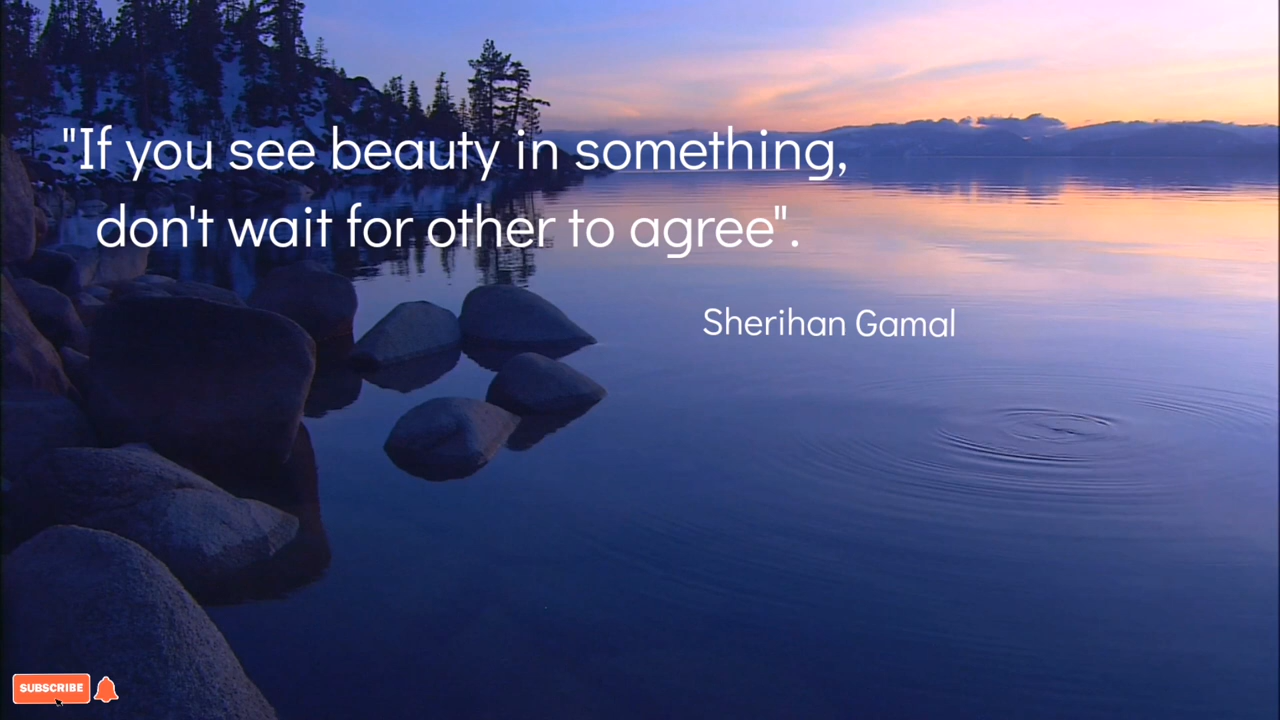 "If you see beauty in something,
don't wait for other to agree".
Sherihan Gamal
SUBSCRIBE